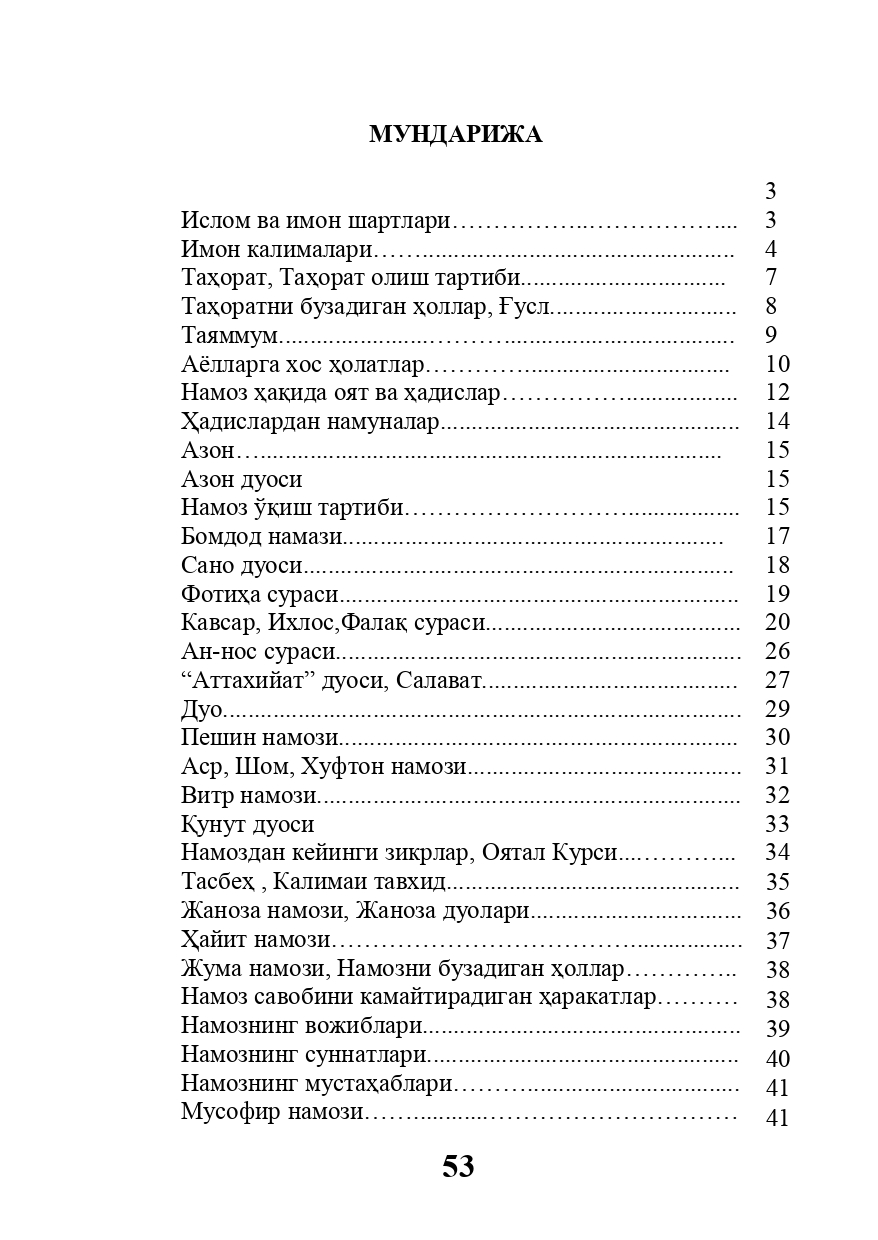 МУНДАРИЖА
3
Ислом ва имон шартлари……………..……………….... 3
Имон калималари……................................................. 4
Таҳорат, Таҳорат олиш тартиби................................. 7
Таҳоратни бузадиган ҳоллар, Ғусл.............................. 8
Таяммум........................………..................................... 9
Аёлларга хос ҳолатлар…………................................ 10
Намоз ҳақида оят ва ҳадислар……………................. 12
Ҳадислардан намуналар................................................ 14
Азон…......................................................................... 15
Азон дуоси 15
Намоз ўқиш тартиби……………………….................. 15
Бомдод намази............................................................ 17
Сано дуоси.................................................................... 18
Фотиҳа сураси............................................................... 19
Кавсар, Ихлос,Фалақ сураси......................................... 20
Ан-нос сураси................................................................ 26
“Аттахийат” дуоси, Салават......................................... 27
Дуо.................................................................................. 29
Пешин намози............................................................... 30
Аср, Шом, Хуфтон намози............................................ 31
Витр намози................................................................... 32
Қунут дуоси 33
Намоздан кейинги зикрлар, Оятал Курси....………... 34
Тасбеҳ , Калимаи тавхид............................................... 35
Жаноза намози, Жаноза дуолари.................................. 36
Ҳайит намози………………………………................. 37
Жума намози, Намозни бузадиган ҳоллар………….. 38
Намоз савобини камайтирадиган ҳаракатлар………. 38
Намознинг вожиблари................................................... 39
Намознинг суннатлари.................................................. 40
Намознинг мустаҳаблари………................................... 41
Мусофир намози……............………………………… 41
53